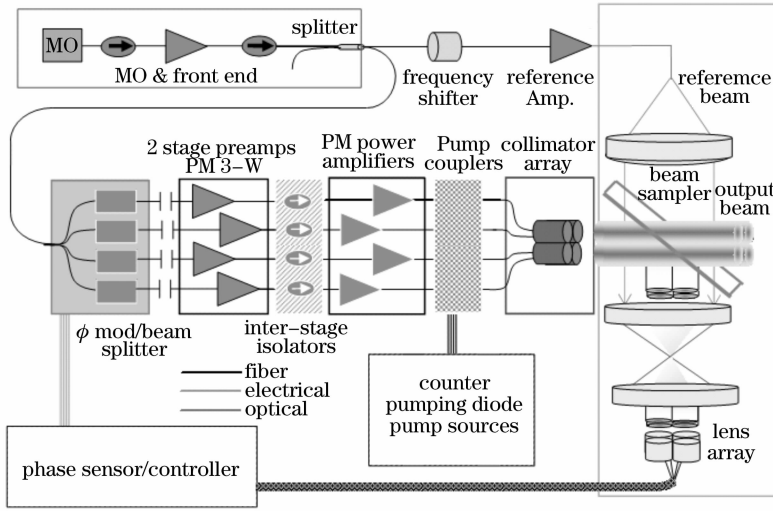 splitter
MO
MO & front end
frequency
shifter
reference
Amp.
referemce
beam
2 stage preamps
PM 3-W
PM power
amplifiers
Pump
couplers
collimator
array
beam
sampler
output
beam
ϕ mod/beam
splitter
inter-stage
isolators
fiber
electrical
optical
counter
pumping diode
pump sources
lens
array
phase sensor/controller